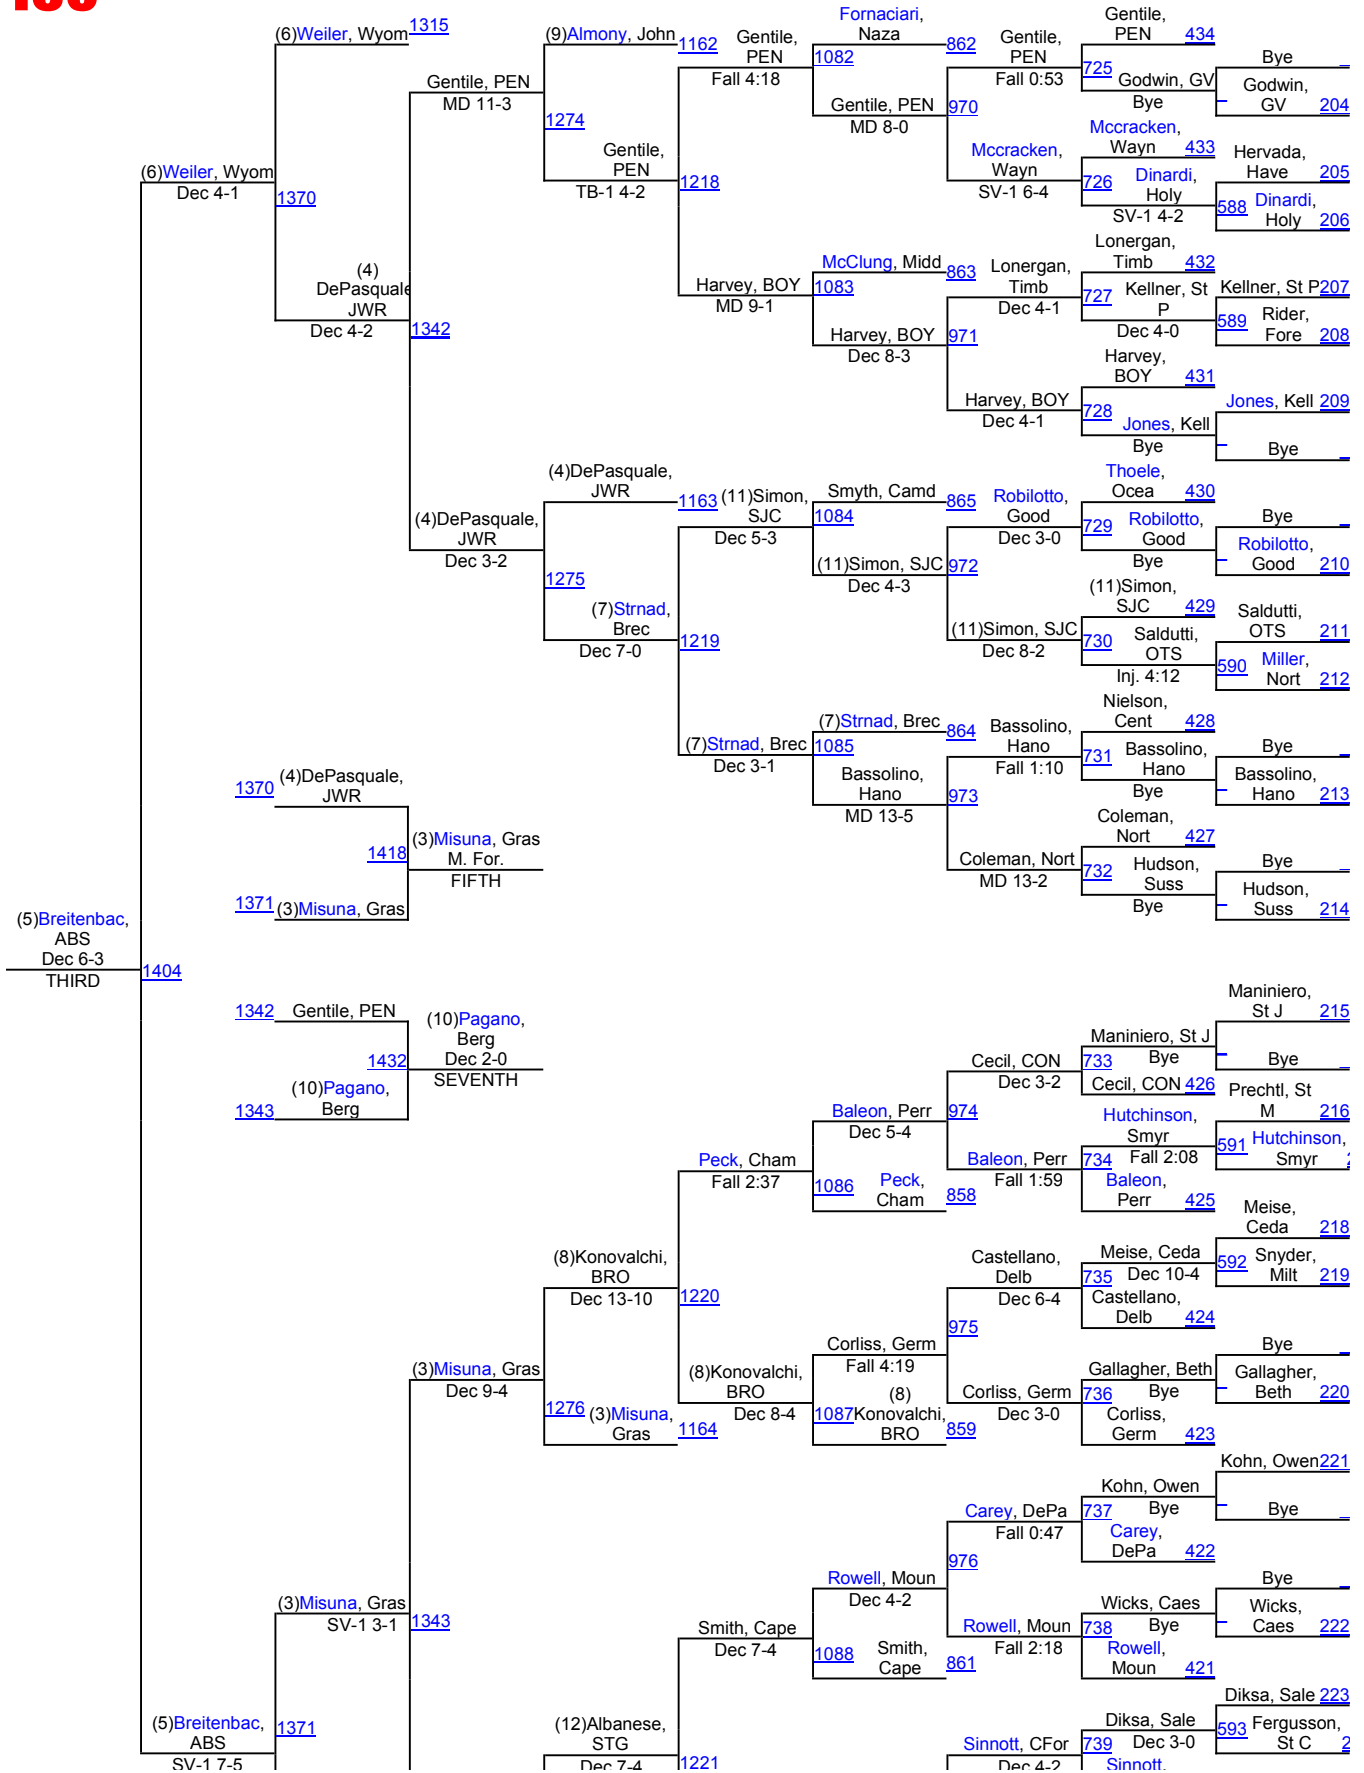 (6)Weiler, Wyom 1315
(9)Almony, John 1162
Gentile,
PEN
Fall 4:18
Fornaciari,
Naza 862
1082
Gentile,
PEN
Fall 0:53
Gentile,
PEN 434
725
Godwin, GV
Bye
Bye
Godwin,
GV 204
Gentile, PEN
MD 11-3
Gentile, PEN
MD 8-0
970
1274
Gentile,
PEN
TB-1 4-2
1218
Mccracken,
Wayn
SV-1 6-4
Mccracken,
Wayn 433
726
Dinardi,
Holy
SV-1 4-2
Hervada,
Have 205
588
Dinardi,
Holy 206
(6)Weiler, Wyom
Dec 4-1
1370
(4)
DePasquale
JWR
Dec 4-2
1342
Harvey, BOY
MD 9-1
McClung, Midd 863
1083
Harvey, BOY
Dec 8-3
971
Lonergan,
Timb
Dec 4-1
Lonergan,
Timb 432
727
Kellner, St
P
Dec 4-0
Kellner, St P 207
589
Rider,
Fore 208
Harvey, BOY
Dec 4-1
Harvey,
BOY 431
728
Jones, Kell
Bye
Jones, Kell 209
Bye
(4)DePasquale,
JWR
Dec 3-2
(4)DePasquale,
JWR 1163
1275
(7)Strnad,
Brec
Dec 7-0
1219
(11)Simon,
SJC
Dec 5-3
Smyth, Camd 865
1084
(11)Simon, SJC
Dec 4-3
972
Robilotto,
Good
Dec 3-0
Thoele,
Ocea 430
729
Robilotto,
Good
Bye
Bye
Robilotto,
Good 210
(11)Simon, SJC
Dec 8-2
(11)Simon,
SJC 429
730
Saldutti,
OTS
Inj. 4:12
Saldutti,
OTS 211
590
Miller,
Nort 212
(7)Strnad, Brec
Dec 3-1
(7)Strnad, Brec 864
1085
Bassolino,
Hano
MD 13-5
973
Bassolino,
Hano
Fall 1:10
Nielson,
Cent 428
731
Bassolino,
Hano
Bye
Bye
Bassolino,
Hano 213
Coleman, Nort
MD 13-2
Coleman,
Nort 427
732
Hudson,
Suss
Bye
Bye
Hudson,
Suss 214
1370
(4)DePasquale,
JWR
1418
(3)Misuna, Gras
M. For.
FIFTH
1371 (3)Misuna, Gras
(5)Breitenbac,
ABS
Dec 6-3
THIRD
1404
1342 Gentile, PEN
1432
(10)Pagano,
Berg
Dec 2-0
SEVENTH
1343
(10)Pagano,
Berg
Cecil, CON
Dec 3-2
Maniniero, St J
733 Bye
Cecil, CON 426
Maniniero,
St J 215
Bye
Peck, Cham
Fall 2:37
Baleon, Perr
Dec 5-4
974
1086
Peck,
Cham 858
Baleon, Perr
Fall 1:59
Hutchinson,
Smyr
734 Fall 2:08
Baleon,
Perr 425
Prechtl, St
M 216
591
Hutchinson,
Smyr
(8)Konovalchi,
BRO
Dec 13-10
1220
Castellano,
Delb
Dec 6-4
Meise, Ceda
735 Dec 10-4
Castellano,
Delb 424
Meise,
Ceda 218
592
Snyder,
Milt 219
975
(8)Konovalchi,
BRO
Dec 8-4
Corliss, Germ
Fall 4:19
1087
(8)
Konovalchi,
BRO 859
Corliss, Germ
Dec 3-0
Gallagher, Beth
736 Bye
Corliss,
Germ 423
Bye
Gallagher,
Beth 220
(3)Misuna, Gras
Dec 9-4
1276
(3)Misuna,
Gras 1164
Carey, DePa
Fall 0:47
Kohn, Owen
737 Bye
Carey,
DePa 422
Kohn, Owen 221
Bye
976
(3)Misuna, Gras
SV-1 3-1
1343
Smith, Cape
Dec 7-4
Rowell, Moun
Dec 4-2
1088
Smith,
Cape 861
Rowell, Moun
Fall 2:18
Wicks, Caes
738 Bye
Rowell,
Moun 421
Bye
Wicks,
Caes 222
(5)Breitenbac,
ABS
SV-1 7-5
1371
(12)Albanese,
STG
Dec 7-4
1221
Sinnott, CFor
Dec 4-2
Diksa, Sale
739 Dec 3-0
Sinnott,
Diksa, Sale 223
593
Fergusson,
St C